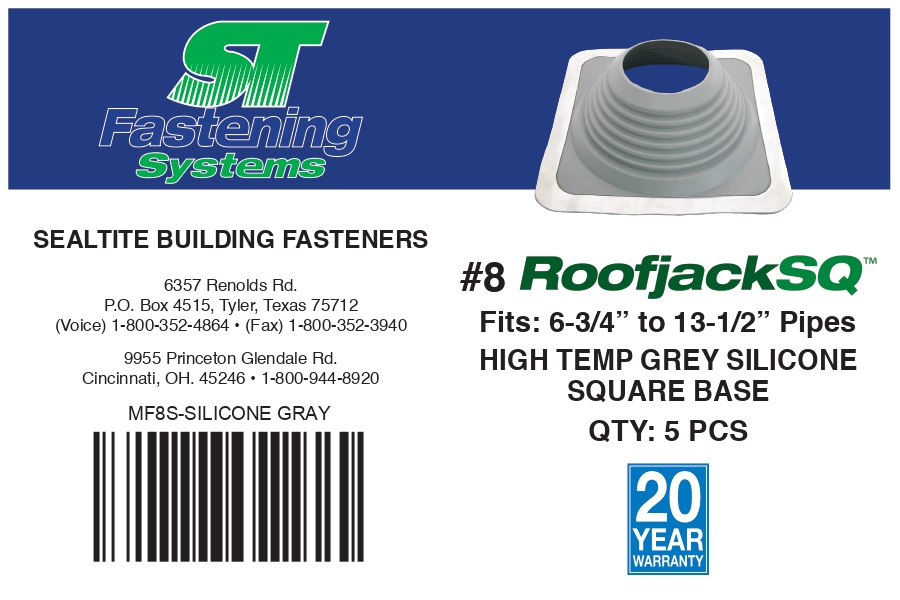 ST
Fastening
Systems
SEALTITE BUILDING FASTENERS
6357 Renolds Rd.
P.O. Box 4515, Tyler, Texas 75712
(Voice) 1-800-352-4864 • (Fax) 1-800-352-3940
9955 Princeton Glendale Rd.
Cincinnati, OH. 45246 • 1-800-944-8920
MF8S-SILICONE GRAY
#8 RoofjackSQ™
Fits: 6-3/4” to 13-1/2” Pipes
HIGH TEMP GREY SILICONE
SQUARE BASE
QTY: 5 PCS
20
YEAR
WARRANTY